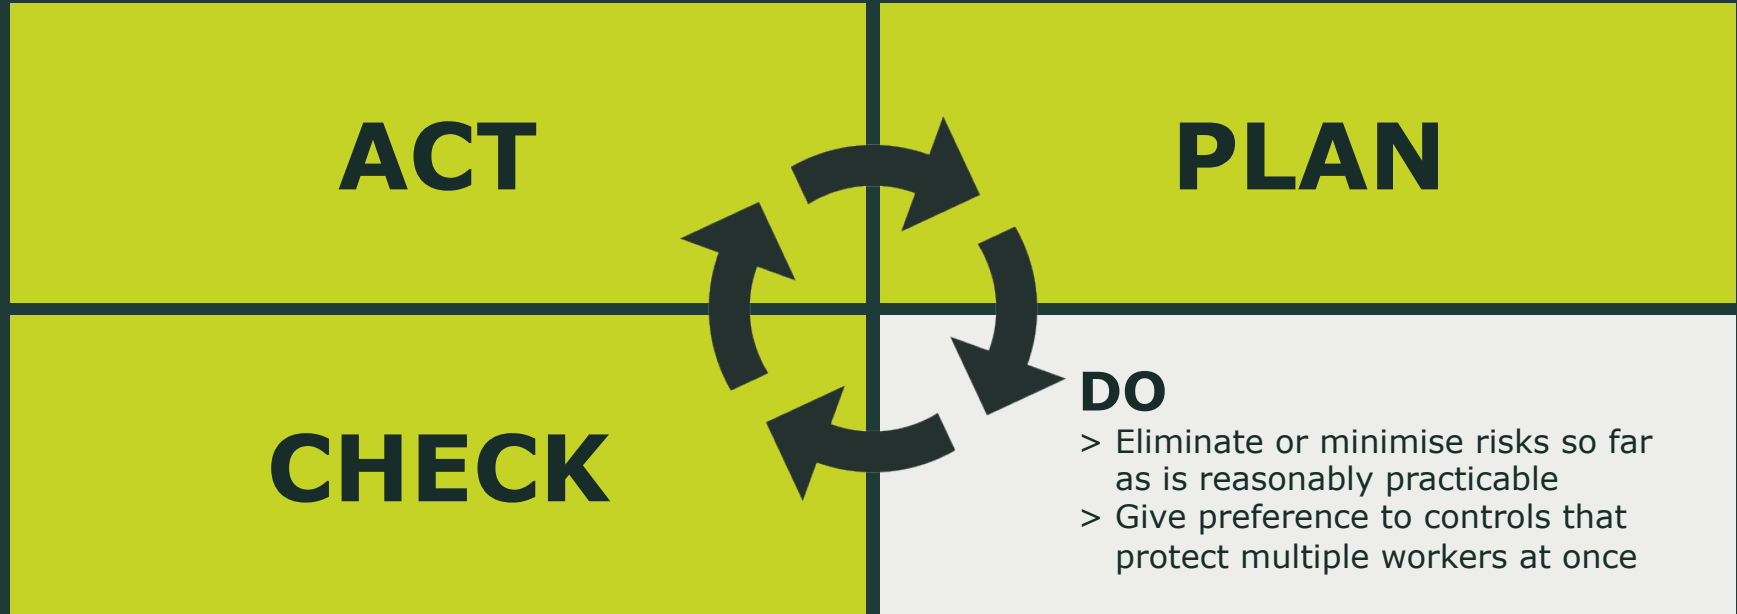 ACT
PLAN
CHECK
DO
> Eliminate or minimise risks so far
as is reasonably practicable
> Give preference to controls that
protect multiple workers at once